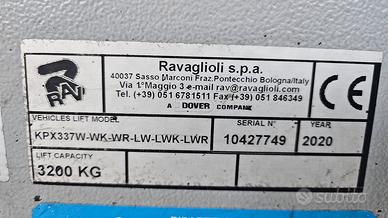 Ravaglioli s.p.a.
40037 Sasso Marconi Fraz.Pontecchio Bologna/Italy
Via 1°Maggio 3 e-mail rav@ravaglioli.com
Tel. (+39) 051 6781511 Fax (+39) 051 846349
A DOVER COMPANY
RAV
CE
VEHICLES LIFT MODEL
SERIAL N°
YEAR
KPX337W-WK-WR-LW-LWK-LWR
10427749
2020
LIFT CAPACITY
3200 KG
subito